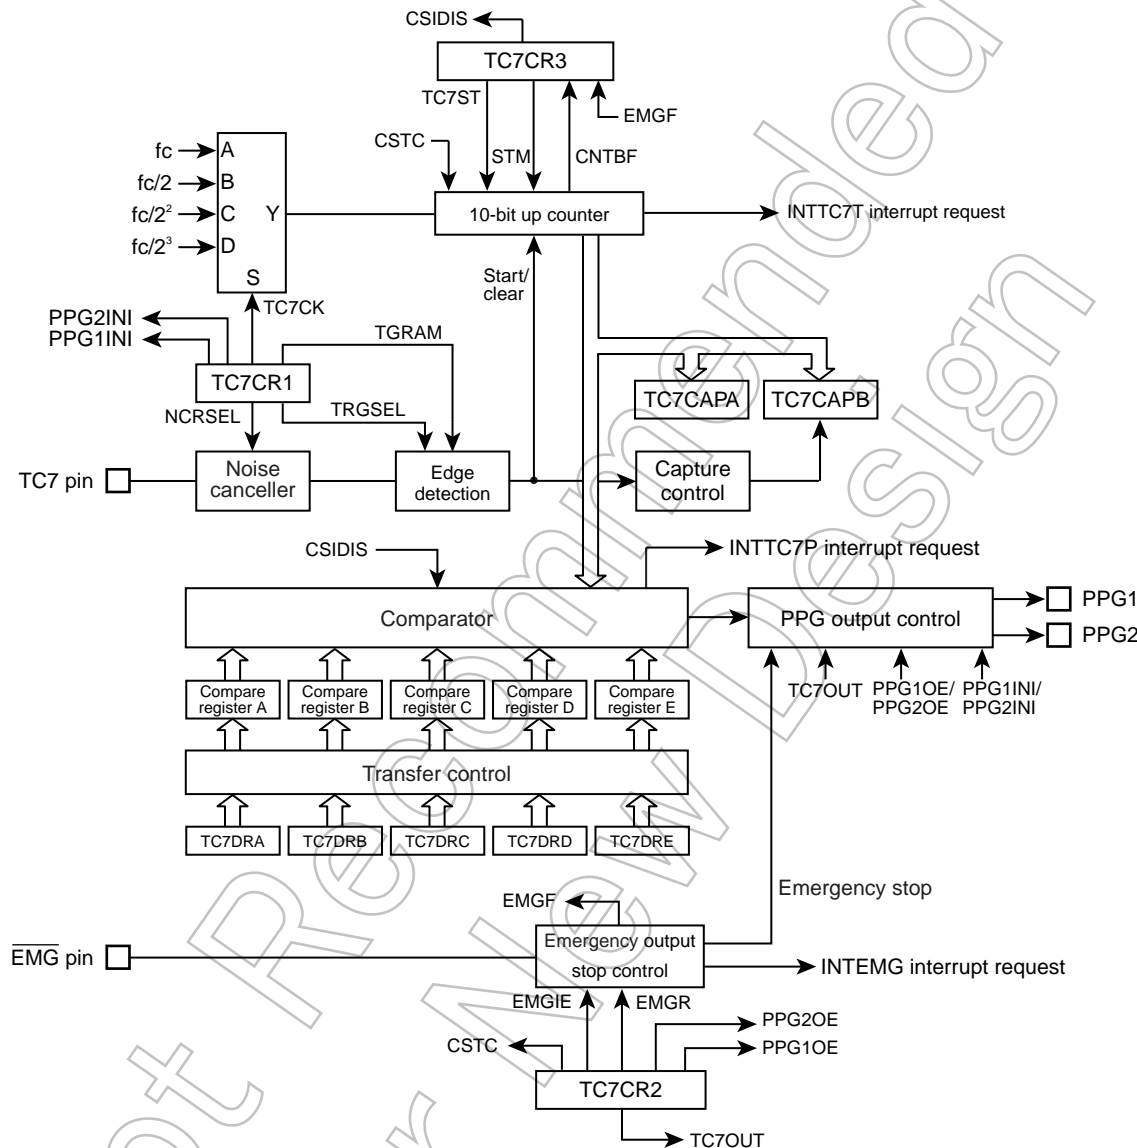 CSIDIS
TC7CR3
TC7ST
EMGF
CSTC
STM
CNTBF
fc
A
fc/2
B
fc/2²
C
Y
fc/2³
D
S
10-bit up counter
INTTC7T interrupt request
Start/
clear
TC7CK
PPG2INI
PPG1INI
TGRAM
TC7CR1
NCRSEL
TRGSEL
TC7CAPA
TC7CAPB
TC7 pin
Noise
canceller
Edge
detection
Capture
control
CSIDIS
INTTC7P interrupt request
Comparator
PPG output control
PPG1
PPG2
TC7OUT
PPG1OE/
PPG2OE
PPG1INI/
PPG2INI
Compare
register A
Compare
register B
Compare
register C
Compare
register D
Compare
register E
Transfer control
TC7DRA
TC7DRB
TC7DRC
TC7DRD
TC7DRE
Emergency stop
EMGF
EMG pin
Emergency output
stop control
INTEMG interrupt request
EMGIE
EMGR
PPG2OE
CSTC
PPG1OE
TC7CR2
TC7OUT
ot Recommended
r New Design